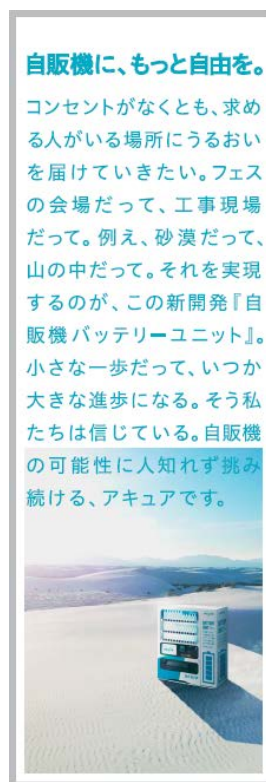 自販機に、もっと自由を。
コンセントがなくとも、求め
る人がいる場所にうるおい
を届けていきたい。フェス
の会場だって、工事現場
だって。例え、砂漠だって、
山の中だって。それを実現
するのが、この新開発『自
販機バッテリーユニット』。
小さな一歩だって、いつか
大きな進歩になる。そう私
たちは信じている。自販機
の可能性に人知れず挑み
続ける、アキュアです。